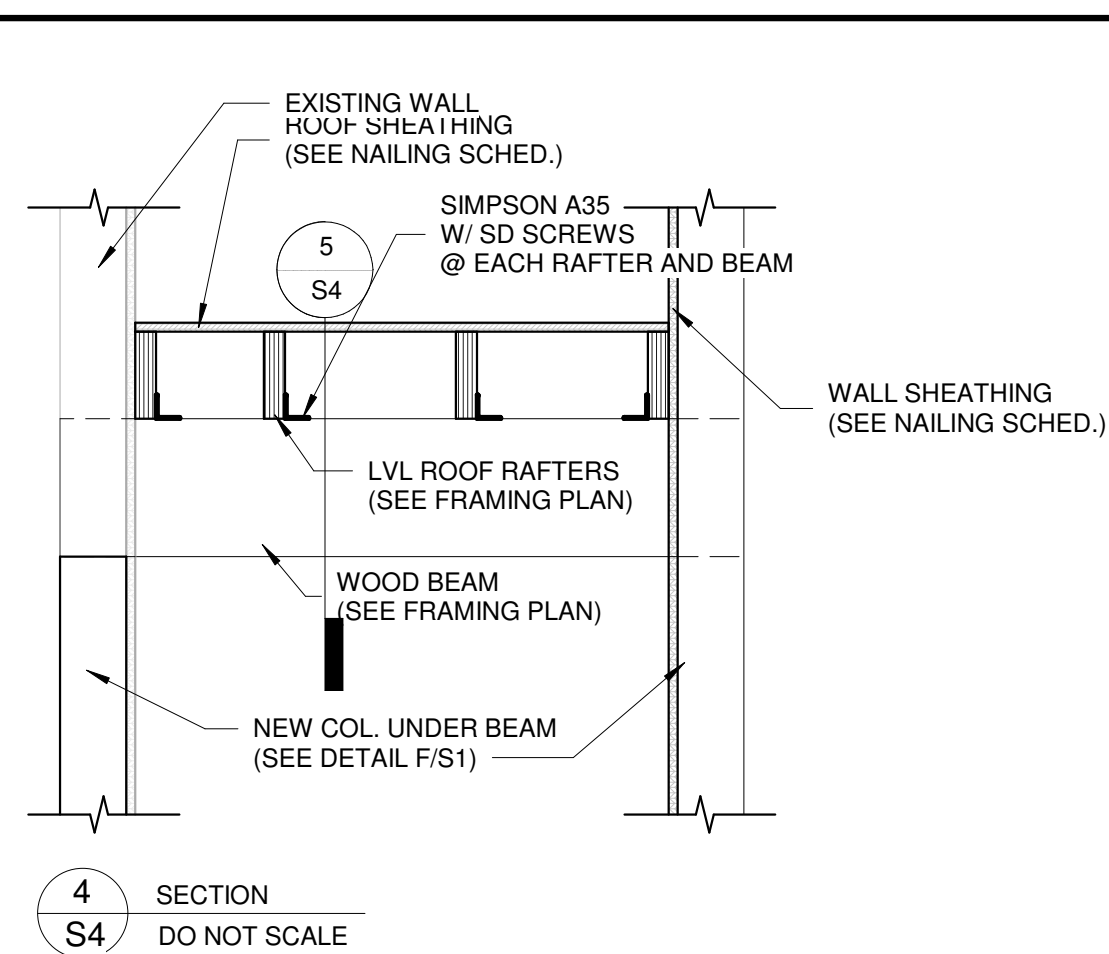 EXISTING WALL
ROOF SHEATHING
(SEE NAILING SCHED.)
SIMPSON A35
W/ SD SCREWS
@ EACH RAFTER AND BEAM
5
S4
WALL SHEATHING
(SEE NAILING SCHED.)
LVL ROOF RAFTERS
(SEE FRAMING PLAN)
WOOD BEAM
(SEE FRAMING PLAN)
NEW COL. UNDER BEAM
(SEE DETAIL F/S1)
4
SECTION
S4
DO NOT SCALE